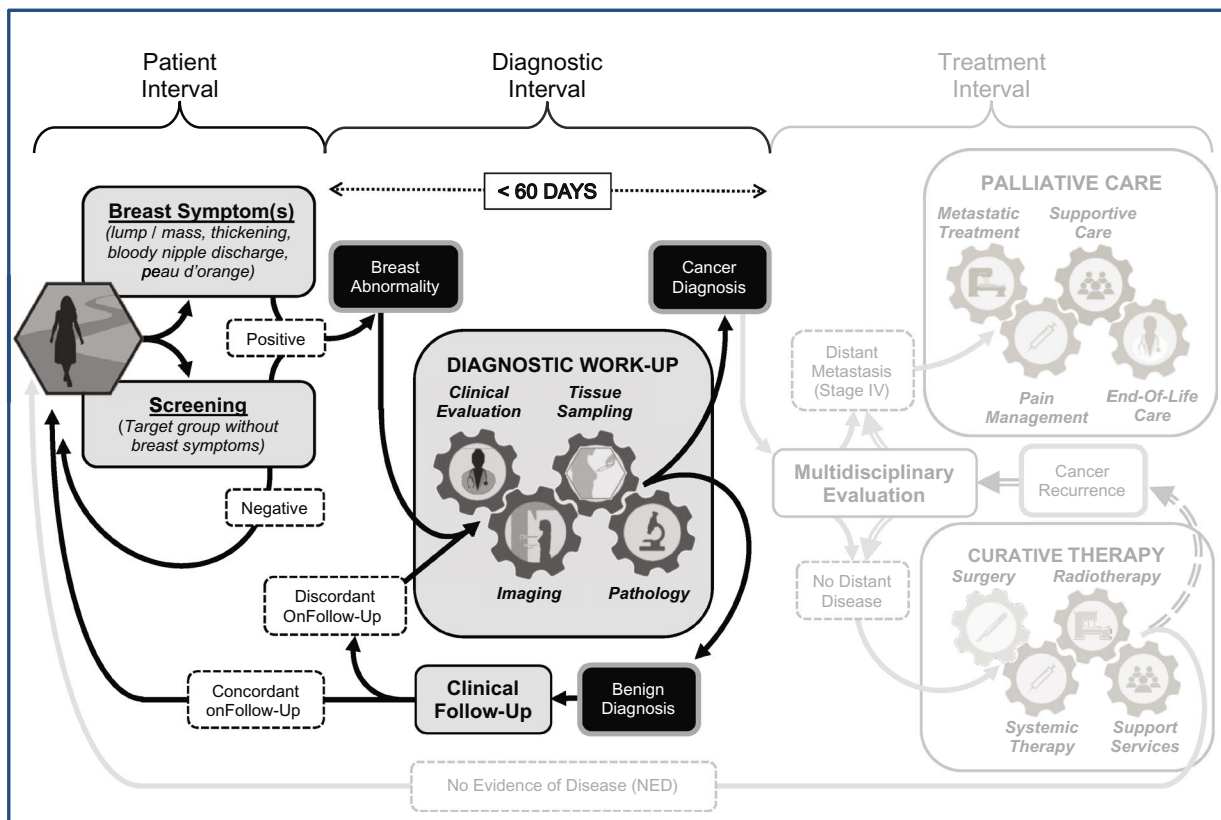 Patient
Interval
Diagnostic
Interval
Treatment
Interval
< 60 DAYS
Breast Symptom(s)
(lump / mass, thickening,
bloody nipple discharge,
peau d'orange)
Positive
Screening
(Target group without
breast symptoms)
Negative
Breast
Abnormality
Cancer
Diagnosis
DIAGNOSTIC WORK-UP
Clinical
Evaluation
Tissue
Sampling
Imaging
Pathology
Discordant
OnFollow-Up
Concordant
onFollow-Up
Clinical
Follow-Up
Benign
Diagnosis
PALLIATIVE CARE
Metastatic
Treatment
Supportive
Care
Pain
Management
End-Of-Life
Care
Distant
Metastasis
(Stage IV)
Multidisciplinary
Evaluation
Cancer
Recurrence
No Distant
Disease
CURATIVE THERAPY
Surgery
Radiotherapy
Systemic
Therapy
Support
Services
No Evidence of Disease (NED)